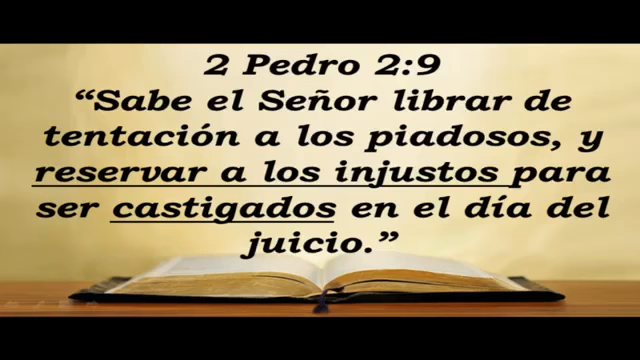 2 Pedro 2:9
“Sabe el Señor librar de
tentación a los piadosos, y
reservar a los injustos para
ser castigados en el día del
juicio.”